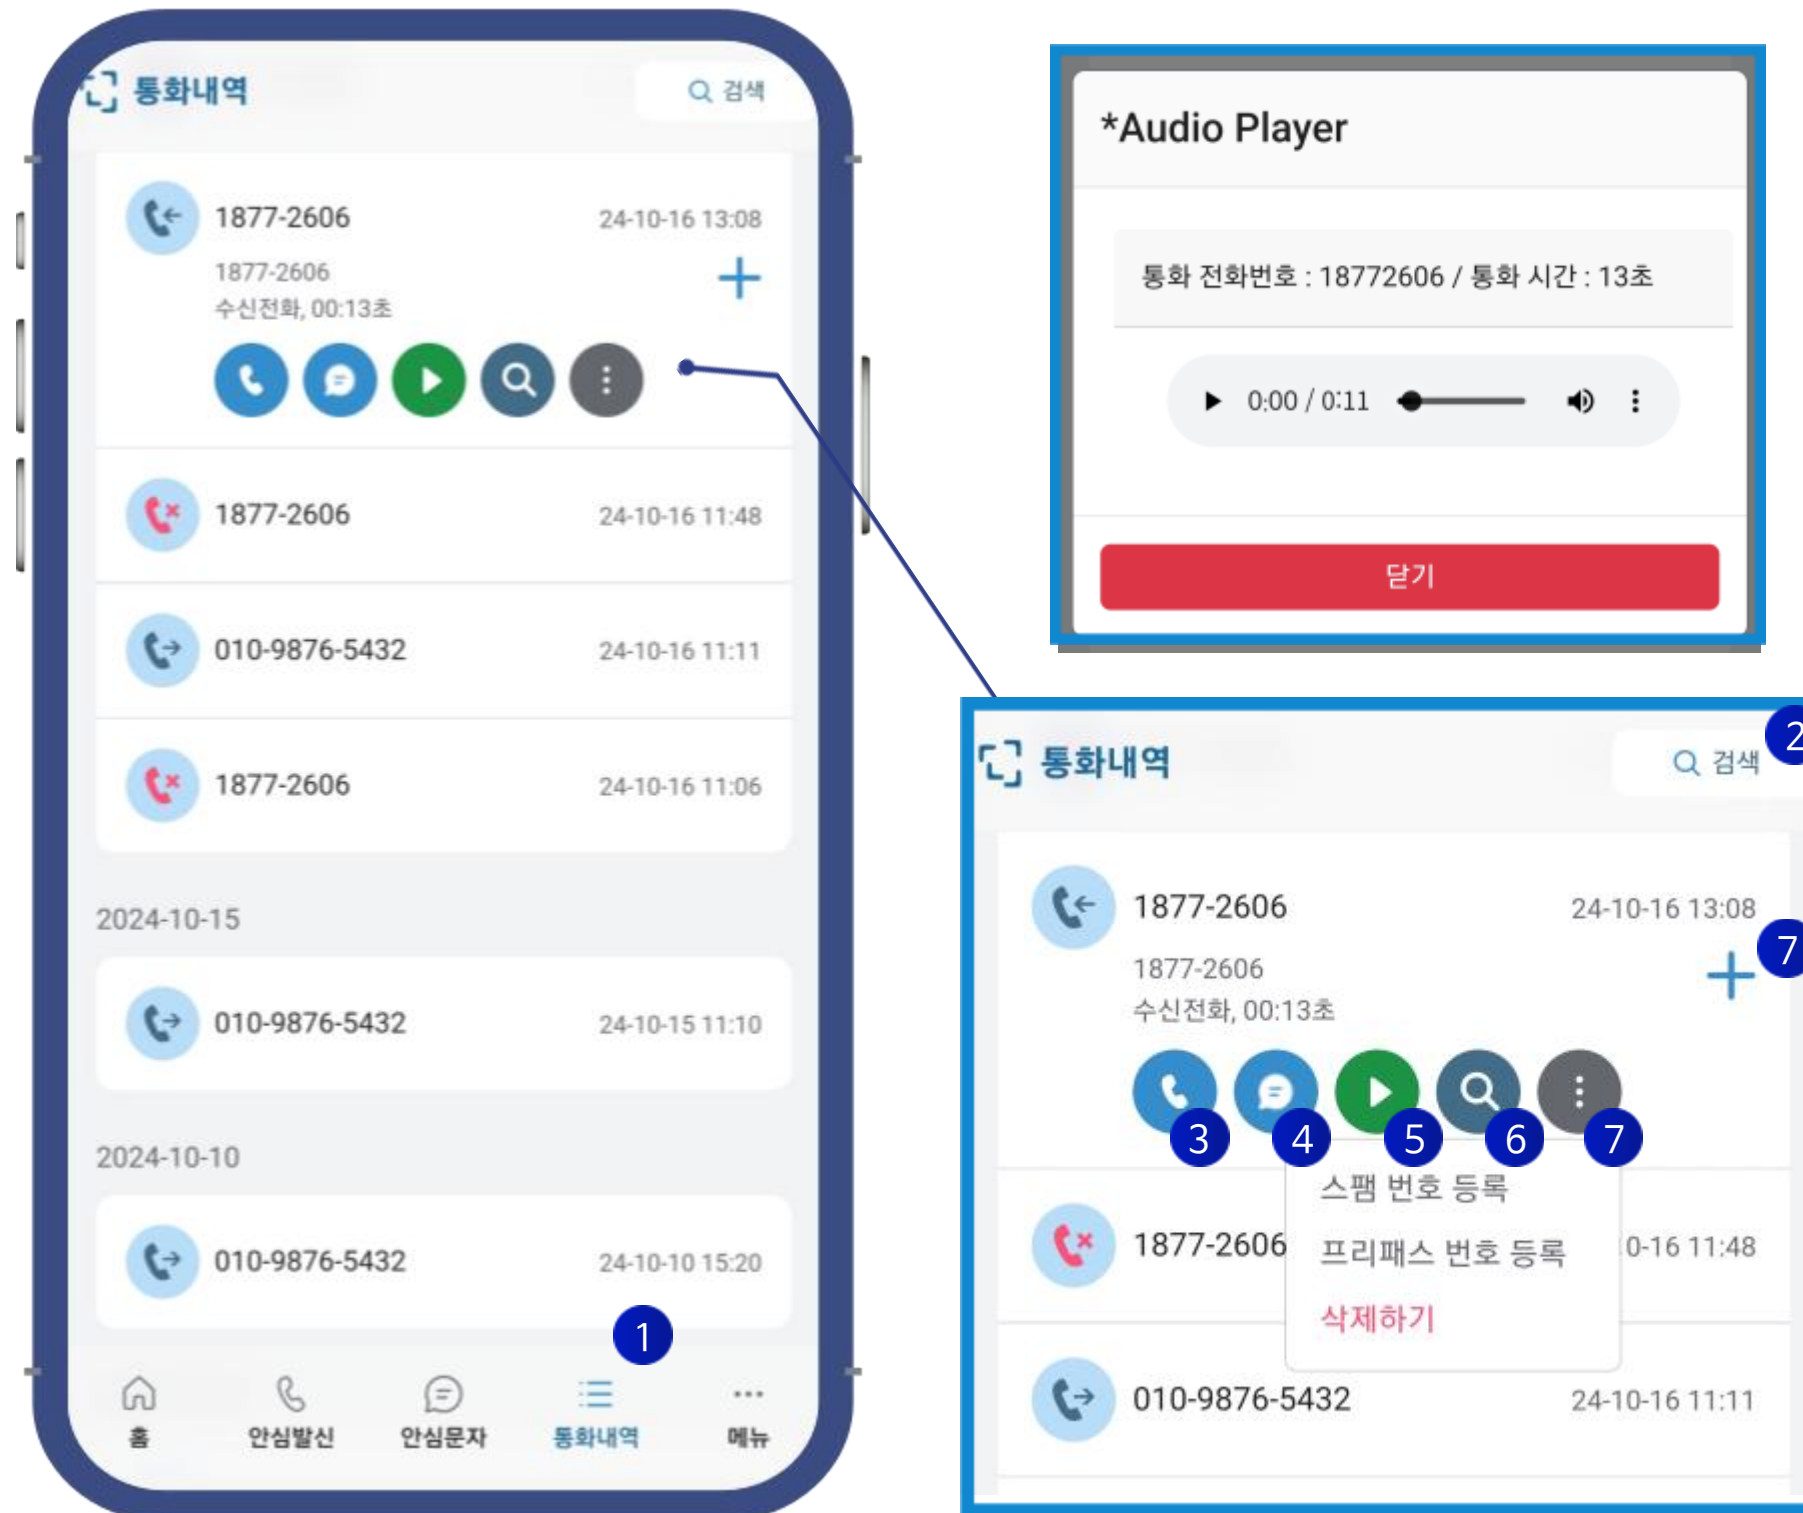 통화내역
검색
1877-2606 24-10-16 13:08
1877-2606
수신전화, 00:13초
1877-2606 24-10-16 11:48
010-9876-5432 24-10-16 11:11
1877-2606 24-10-16 11:06
2024-10-15
010-9876-5432 24-10-15 11:10
2024-10-10
010-9876-5432 24-10-10 15:20
1
홈 안심발신 안심문자 통화내역 메뉴
*Audio Player
통화 전화번호 : 18772606 / 통화 시간 : 13초
0:00 / 0:11
닫기
통화내역
검색
2
1877-2606 24-10-16 13:08
7
1877-2606
수신전화, 00:13초
3 4 5 6 7
스팸 번호 등록
1877-2606 0-16 11:48
프리패스 번호 등록
삭제하기
010-9876-5432 24-10-16 11:11